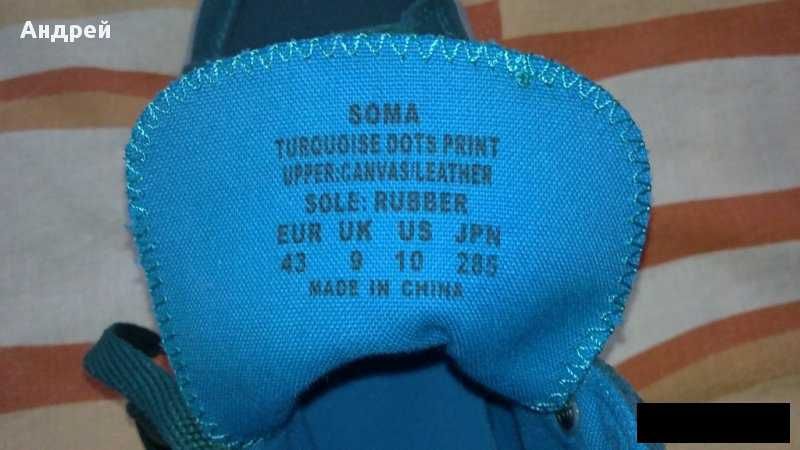 Андрей
SOMA
TURQUOISE DOTS PRINT
UPPER:CANVAS/LEATHER
SOLE: RUBBER
EUR UK US JPN
43 9 10 285
MADE IN CHINA